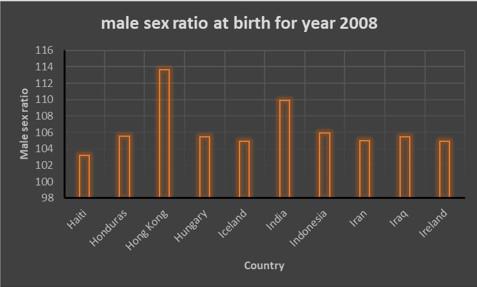 male sex ratio at birth for year 2008
Male sex ratio
116
114
112
110
108
106
104
102
100
98
Haiti
Honduras
Hong Kong
Hungary
Iceland
India
Indonesia
Iran
Iraq
Ireland
Country